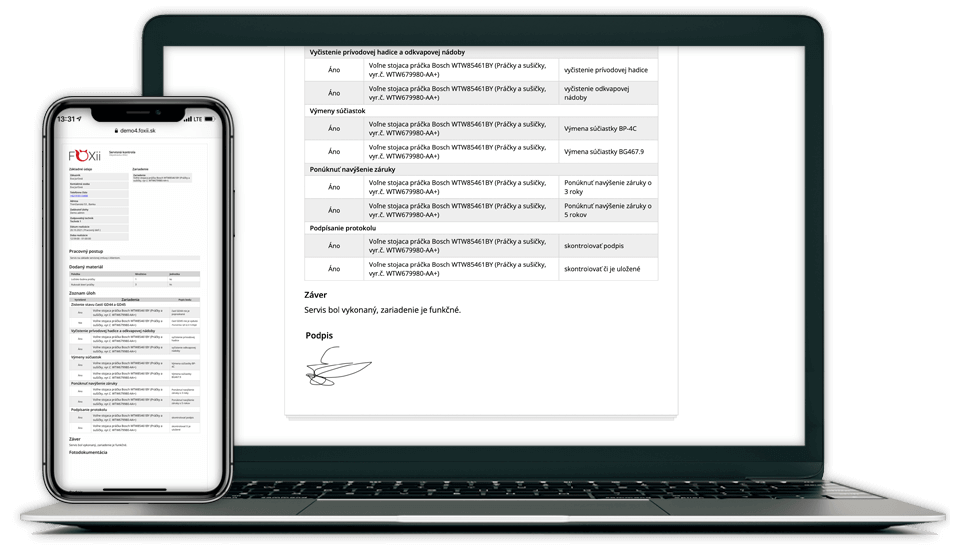 Vyčistenie prívodovej hadice a odkvapovej nádoby
Áno
Voľne stojaca práčka Bosch WTW85461BY (Práčky a sušičky,
vyr.č. WTW679980-AA+)
vyčistenie prívodovej hadice
Áno
Voľne stojaca práčka Bosch WTW85461BY (Práčky a sušičky,
vyr.č. WTW679980-AA+)
vyčistenie odkvapovej
nádoby
Výmeny súčiastok
Áno
Voľne stojaca práčka Bosch WTW85461BY (Práčky a sušičky,
vyr.č. WTW679980-AA+)
Výmena súčiastky BP-4C
Áno
Voľne stojaca práčka Bosch WTW85461BY (Práčky a sušičky,
vyr.č. WTW679980-AA+)
Výmena súčiastky BG467.9
Ponúknuť navýšenie záruky
Áno
Voľne stojaca práčka Bosch WTW85461BY (Práčky a sušičky,
vyr.č. WTW679980-AA+)
Ponúknuť navýšenie záruky o
3 roky
Áno
Voľne stojaca práčka Bosch WTW85461BY (Práčky a sušičky,
vyr.č. WTW679980-AA+)
Ponúknuť navýšenie záruky o
5 rokov
Podpísanie protokolu
Áno
Voľne stojaca práčka Bosch WTW85461BY (Práčky a sušičky,
vyr.č. WTW679980-AA+)
skontrolovať podpis
Áno
Voľne stojaca práčka Bosch WTW85461BY (Práčky a sušičky,
vyr.č. WTW679980-AA+)
skontrolovať či je uložené
Záver
Servis bol vykonaný, zariadenie je funkčné.
Podpis
13:31
LTE
demo4.foxii.sk
FOXii
Servisná kontrola
Základné údaje
Zariadenie
Pracovný postup
Dodaný materiál
Zoznam úloh
Zariadenia
Zistenie stavu častí GD44 a GD45
Vyčistenie prívodovej hadice a odkvapovej nádoby
Výmeny súčiastok
Ponúknuť navýšenie záruky
Podpísanie protokolu
Záver
Servis bol vykonaný, zariadenie je funkčné.
Fotodokumentácia